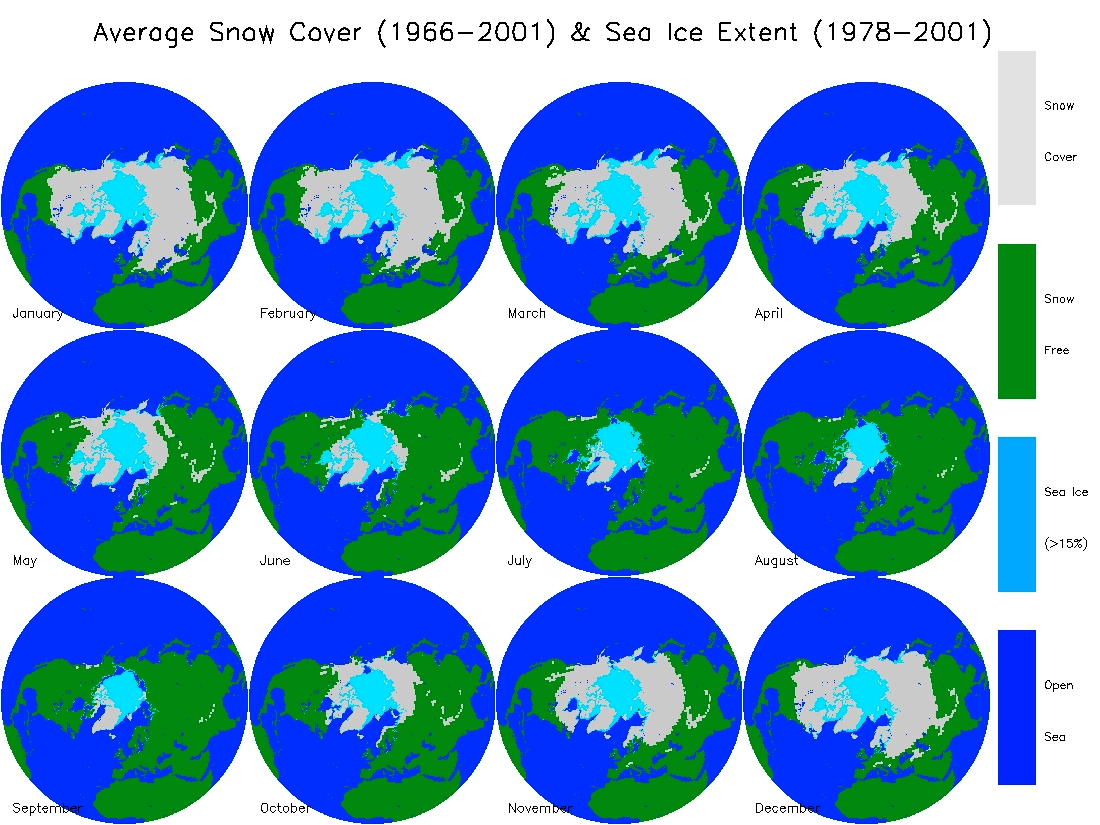 Average Snow Cover (1966-2001) & Sea Ice Extent (1978-2001)
Snow
Cover
January
February
March
April
Snow
Free
May
June
July
August
Sea Ice
(>15%)
September
October
November
December
Open
Sea